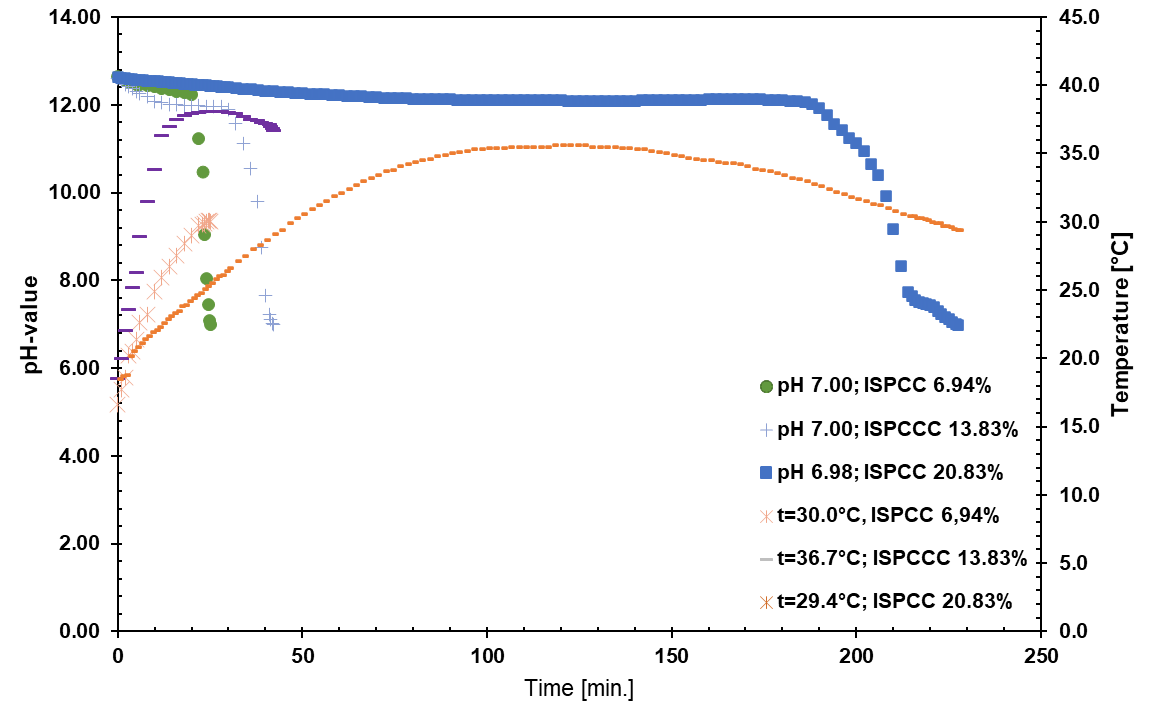 14.00
12.00
10.00
8.00
6.00
4.00
2.00
0.00
pH-value
45.0
40.0
35.0
30.0
25.0
20.0
15.0
10.0
5.0
0.0
Temperature [°C]
pH 7.00; ISPCC 6.94%
pH 7.00; ISPCCC 13.83%
pH 6.98; ISPCC 20.83%
t=30.0°C, ISPCC 6,94%
t=36.7°C; ISPCCC 13.83%
t=29.4°C; ISPCC 20.83%
0 50 100 150 200 250
Time [min.]